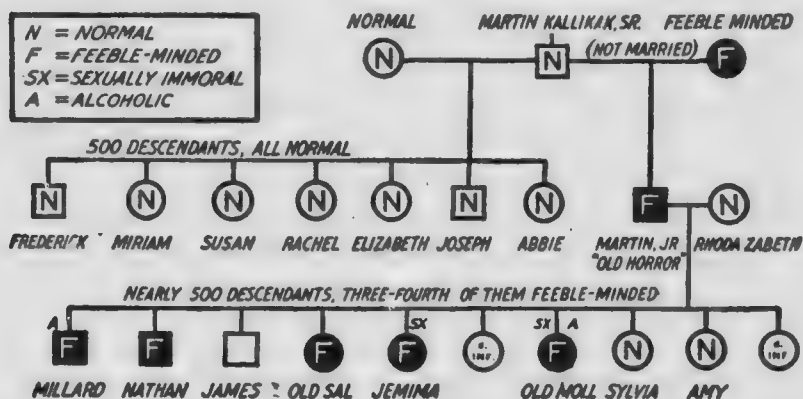 N = NORMAL
F = FEEBLE-MINDED
SX = SEXUALLY IMMORAL
A = ALCOHOLIC
NORMAL MARTIN KALLIKAK, SR. FEEBLE MINDED
(NOT MARRIED)
N N F
500 DESCENDANTS, ALL NORMAL
N N N N N N N F N
FREDERICK MIRIAM SUSAN RACHEL ELIZABETH JOSEPH ABBIE MARTIN, JR RHODA ZABETH
"OLD HORROR"
NEARLY 500 DESCENDANTS, THREE-FOURTH OF THEM FEEBLE-MINDED
A SX SX A
F F F F d. INF. F N N d. INF.
MILLARD NATHAN JAMES OLD SAL JEMIMA OLD MOLL SYLVIA AMY